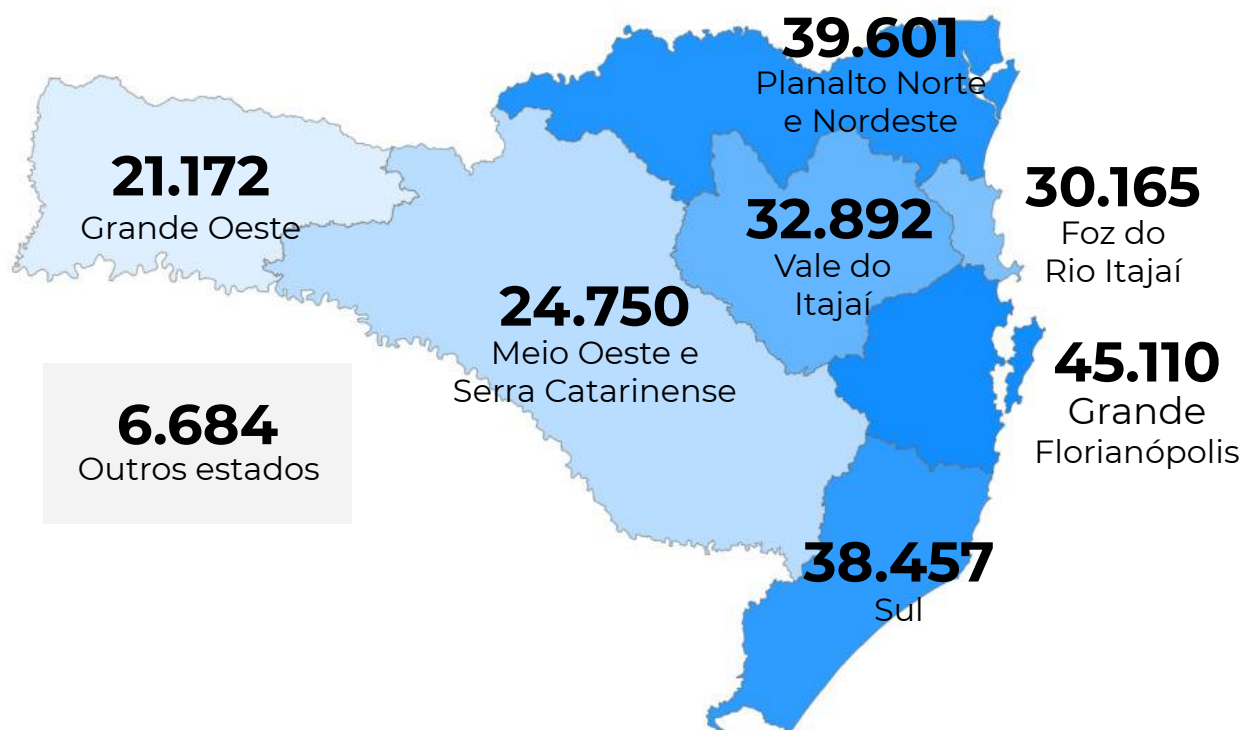 39.601
Planalto Norte
e Nordeste
21.172
Grande Oeste
32.892
Vale do
Itajaí
30.165
Foz do
Rio Itajaí
24.750
Meio Oeste e
Serra Catarinense
45.110
Grande
Florianópolis
6.684
Outros estados
38.457
Sul